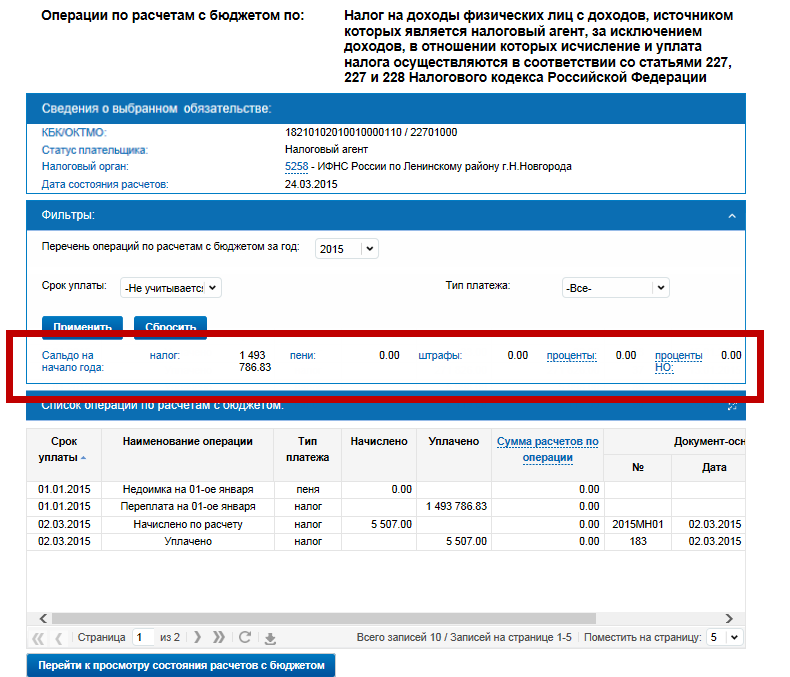 Операции по расчетам с бюджетом по:
Налог на доходы физических лиц с доходов, источником
которых является налоговый агент, за исключением
доходов, в отношении которых исчисление и уплата
налога осуществляются в соответствии со статьями 227,
227 и 228 Налогового кодекса Российской Федерации
Сведения о выбранном обязательстве:
КБК/ОКТМО: 18210102010010000110 / 22701000
Статус плательщика: Налоговый агент
Налоговый орган: 5258 - ИФНС России по Ленинскому району г.Н.Новгорода
Дата состояния расчетов: 24.03.2015
Фильтры:
Перечень операций по расчетам с бюджетом за год: 2015
Срок уплаты: -Не учитывается Тип платежа: -Все-
Применить Сбросить
Сальдо на налог: 1 493 пени: 0.00 штрафы: 0.00 проценты: 0.00 проценты 0.00
начало года: 786.83 НО:
Список операций по расчетам с бюджетом:
Срок Наименование операции Тип Начислено Уплачено Сумма расчетов по Документ-осн
уплаты платежа операции № Дата
01.01.2015 Недоимка на 01-ое января пеня 0.00 0.00
01.01.2015 Переплата на 01-ое января налог 1 493 786.83 0.00
02.03.2015 Начислено по расчету налог 5 507.00 0.00 2015МН01 02.03.2015
02.03.2015 Уплачено налог 5 507.00 0.00 183 02.03.2015
Страница 1 из 2 Всего записей 10 / Записей на странице 1-5 Поместить на страницу: 5
Перейти к просмотру состояния расчетов с бюджетом